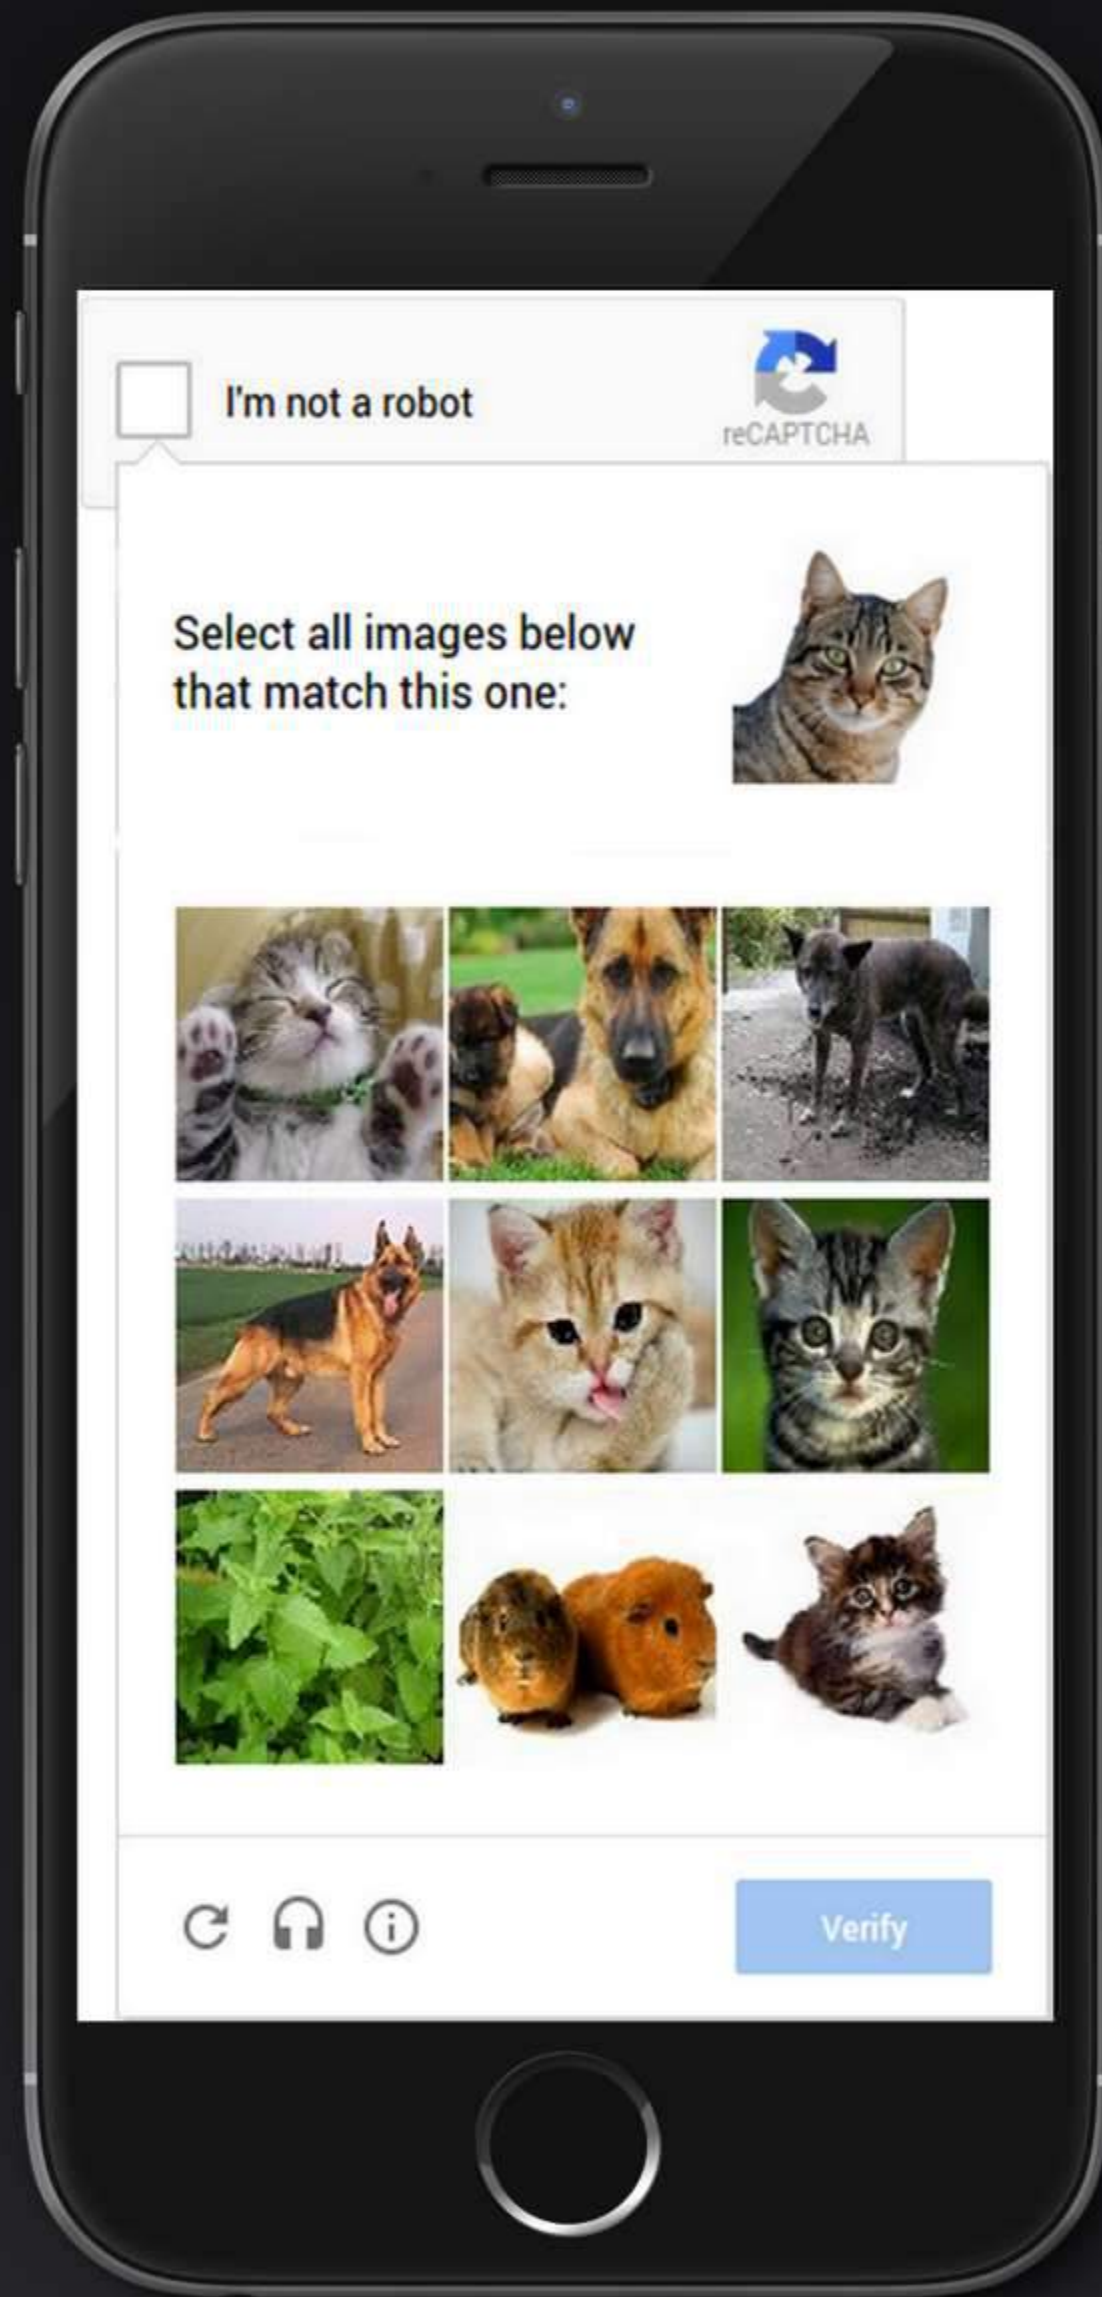 I'm not a robot
reCAPTCHA
Select all images below
that match this one:
Verify